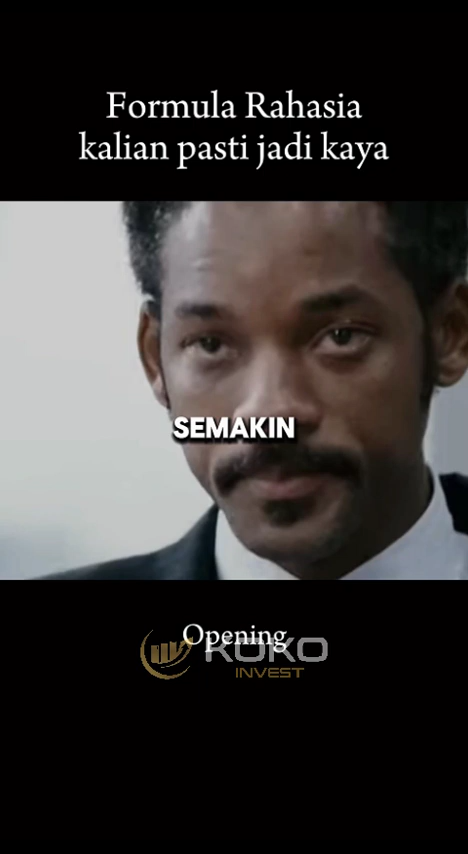 Formula Rahasia
kalian pasti jadi kaya
SEMAKIN
Opening
KOKO
INVEST